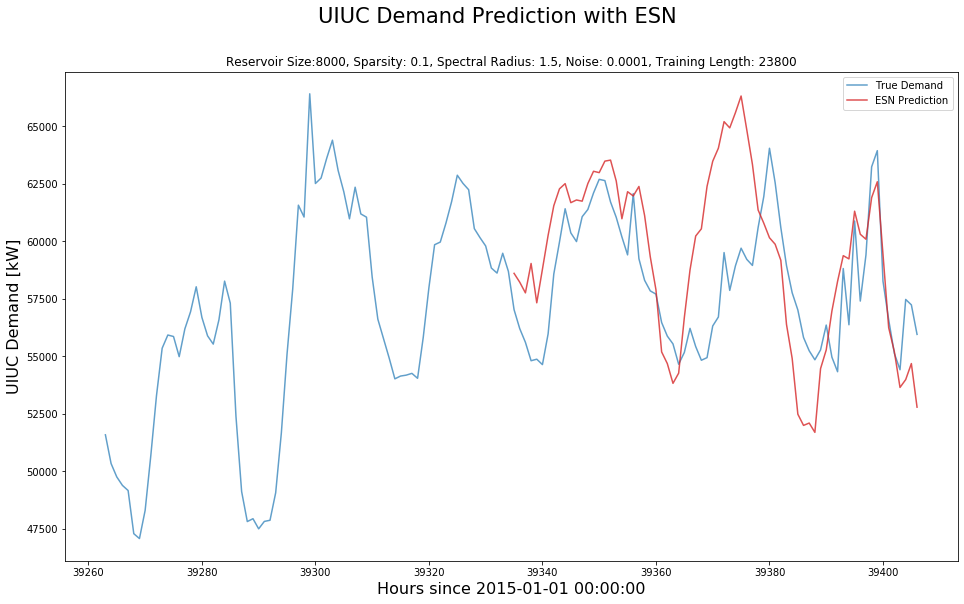 UIUC Demand Prediction with ESN
Reservoir Size:8000, Sparsity: 0.1, Spectral Radius: 1.5, Noise: 0.0001, Training Length: 23800
True Demand
ESN Prediction
UIUC Demand [kW]
65000
62500
60000
57500
55000
52500
50000
47500
39260
39280
39300
39320
39340
39360
39380
39400
Hours since 2015-01-01 00:00:00